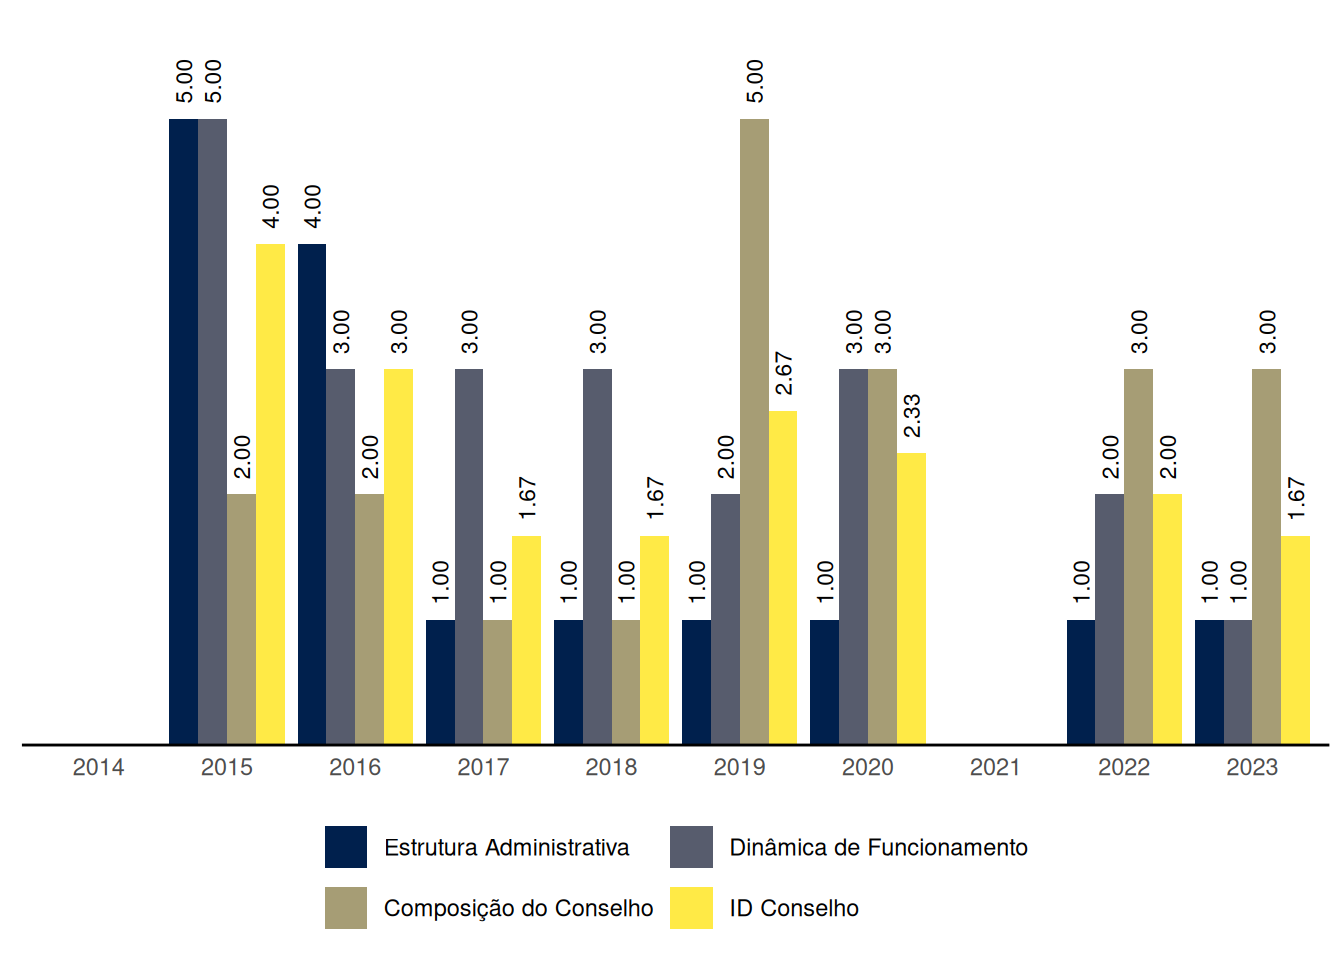 5.00 5.00 2.00 4.00 4.00 3.00 2.00 3.00 1.00 3.00 1.00 1.67 1.00 3.00 1.00 1.67 1.00 2.00 5.00 2.67 1.00 3.00 3.00 2.33 1.00 2.00 3.00 2.00 1.00 1.00 3.00 1.67
2014 2015 2016 2017 2018 2019 2020 2021 2022 2023
Estrutura Administrativa Dinâmica de Funcionamento
Composição do Conselho ID Conselho